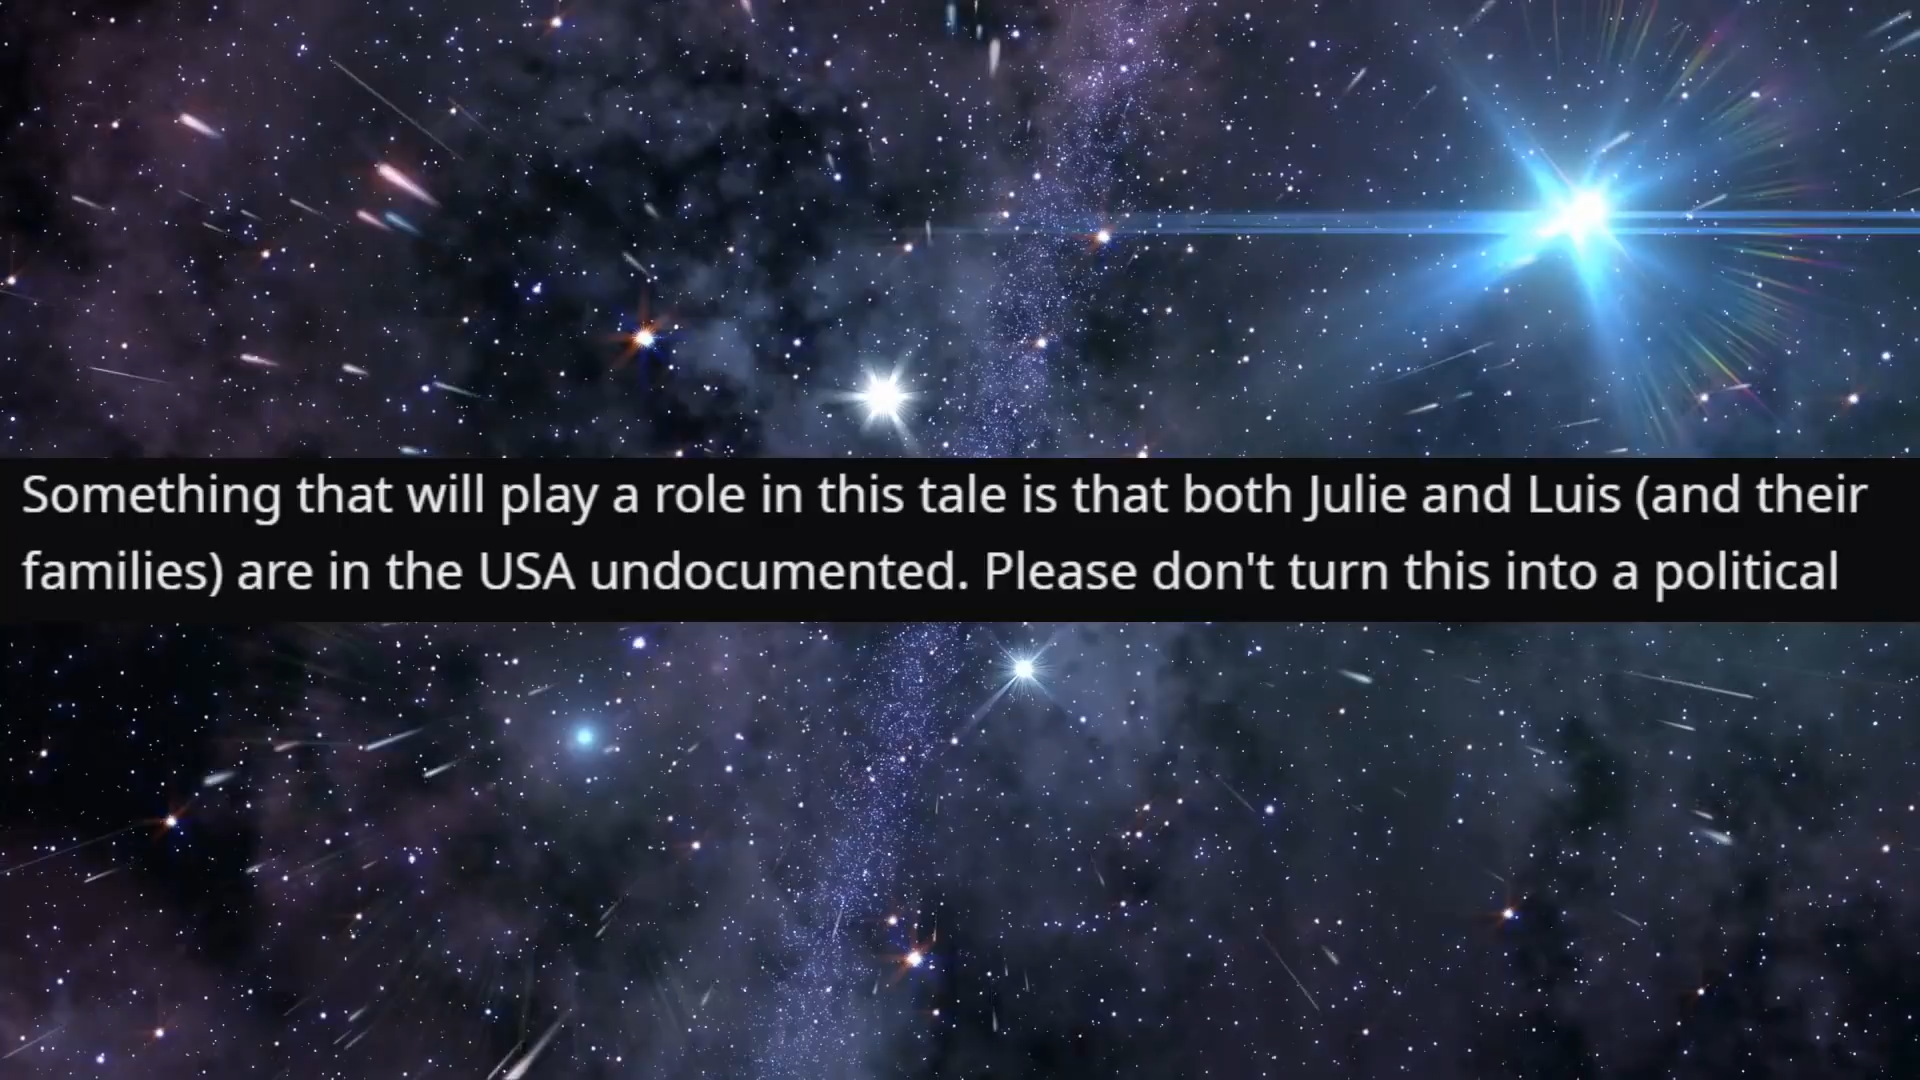 Something that will play a role in this tale is that both Julie and Luis (and their
families) are in the USA undocumented. Please don't turn this into a political